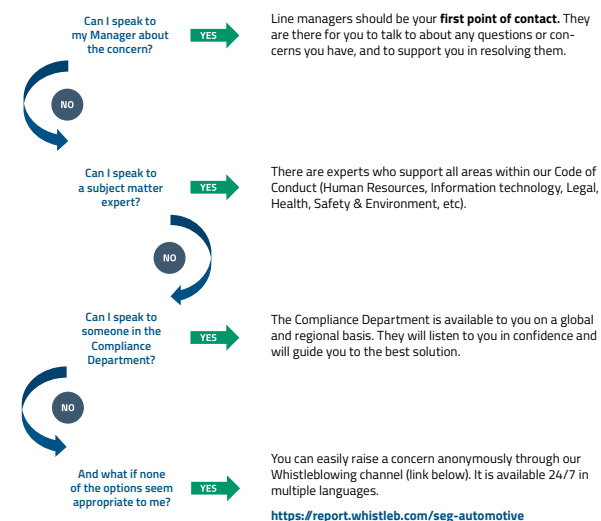 Can I speak to
my Manager about
the concern?
YES
Line managers should be your first point of contact. They
are there for you to talk to about any questions or con-
cerns you have, and to support you in resolving them.
NO
Can I speak to
a subject matter
expert?
YES
There are experts who support all areas within our Code of
Conduct (Human Resources, Information technology, Legal,
Health, Safety & Environment, etc).
NO
Can I speak to
someone in the
Compliance
Department?
YES
The Compliance Department is available to you on a global
and regional basis. They will listen to you in confidence and
will guide you to the best solution.
NO
And what if none
of the options seem
appropriate to me?
YES
You can easily raise a concern anonymously through our
Whistleblowing channel (link below). It is available 24/7 in
multiple languages.
https://report.whistleb.com/seg-automotive